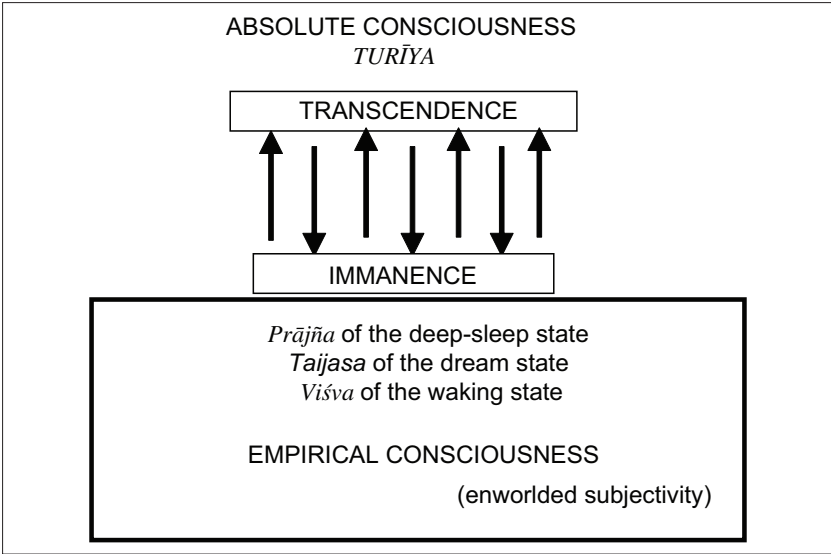 ABSOLUTE CONSCIOUSNESS
TURĪYA
TRANSCENDENCE
IMMANENCE
Prājña of the deep-sleep state
Taijasa of the dream state
Viśva of the waking state
EMPIRICAL CONSCIOUSNESS
(enworlded subjectivity)